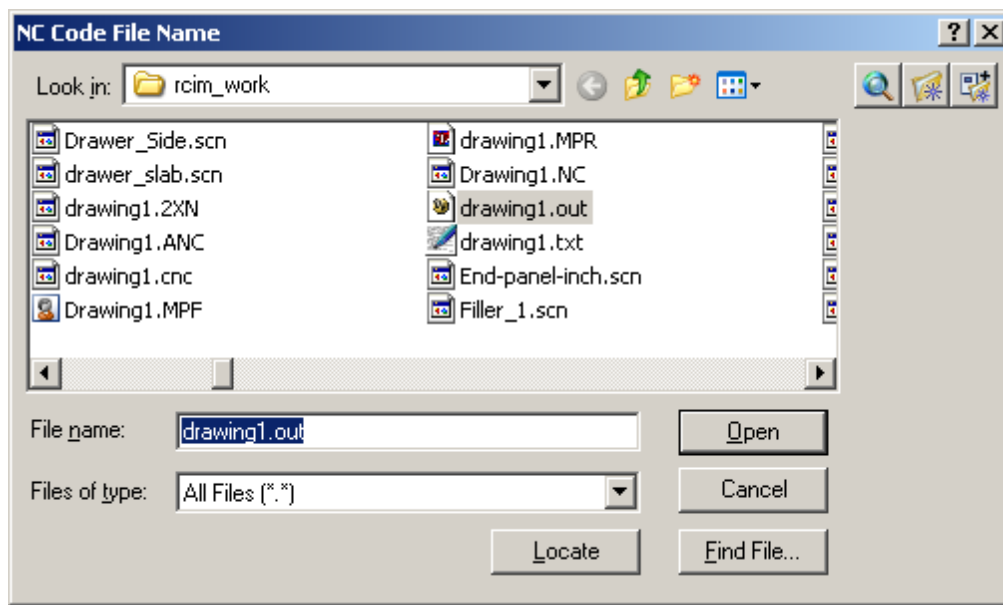 NC Code File Name
Look in: rcim_work
Drawer_Side.scn
drawer_slab.scn
drawing1.2XN
Drawing1.ANC
drawing1.cnc
Drawing1.MPF
drawing1.MPR
Drawing1.NC
drawing1.out
drawing1.txt
End-panel-inch.scn
Filler_1.scn
File name: drawing1.out Open
Files of type: All Files (*.*) Cancel
Locate Find File...